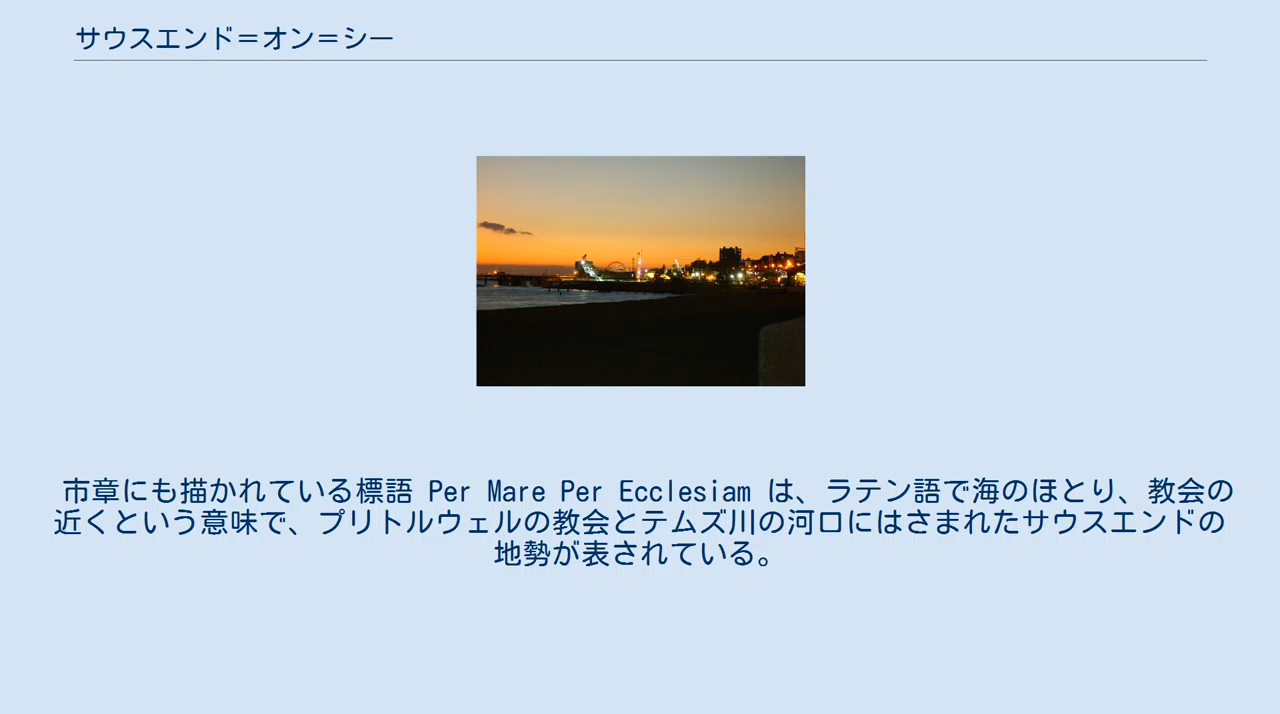 サウスエンド＝オン＝シー
市章にも描かれている標語 Per Mare Per Ecclesiam は、ラテン語で海のほとり、教会の
近くという意味で、プリトルウェルの教会とテムズ川の河口にはさまれたサウスエンドの
地勢が表されている。